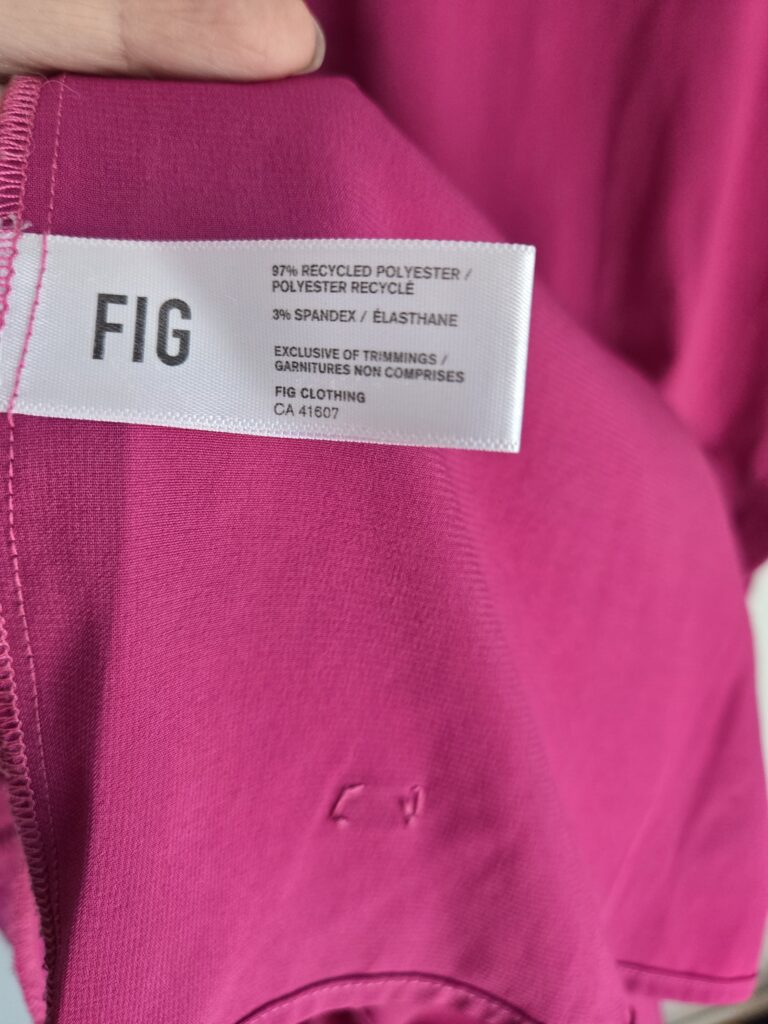 FIG
97% RECYCLED POLYESTER /
POLYESTER RECYCLÉ
3% SPANDEX / ÉLASTHANE
EXCLUSIVE OF TRIMMINGS /
GARNITURES NON COMPRISES
FIG CLOTHING
CA 41607